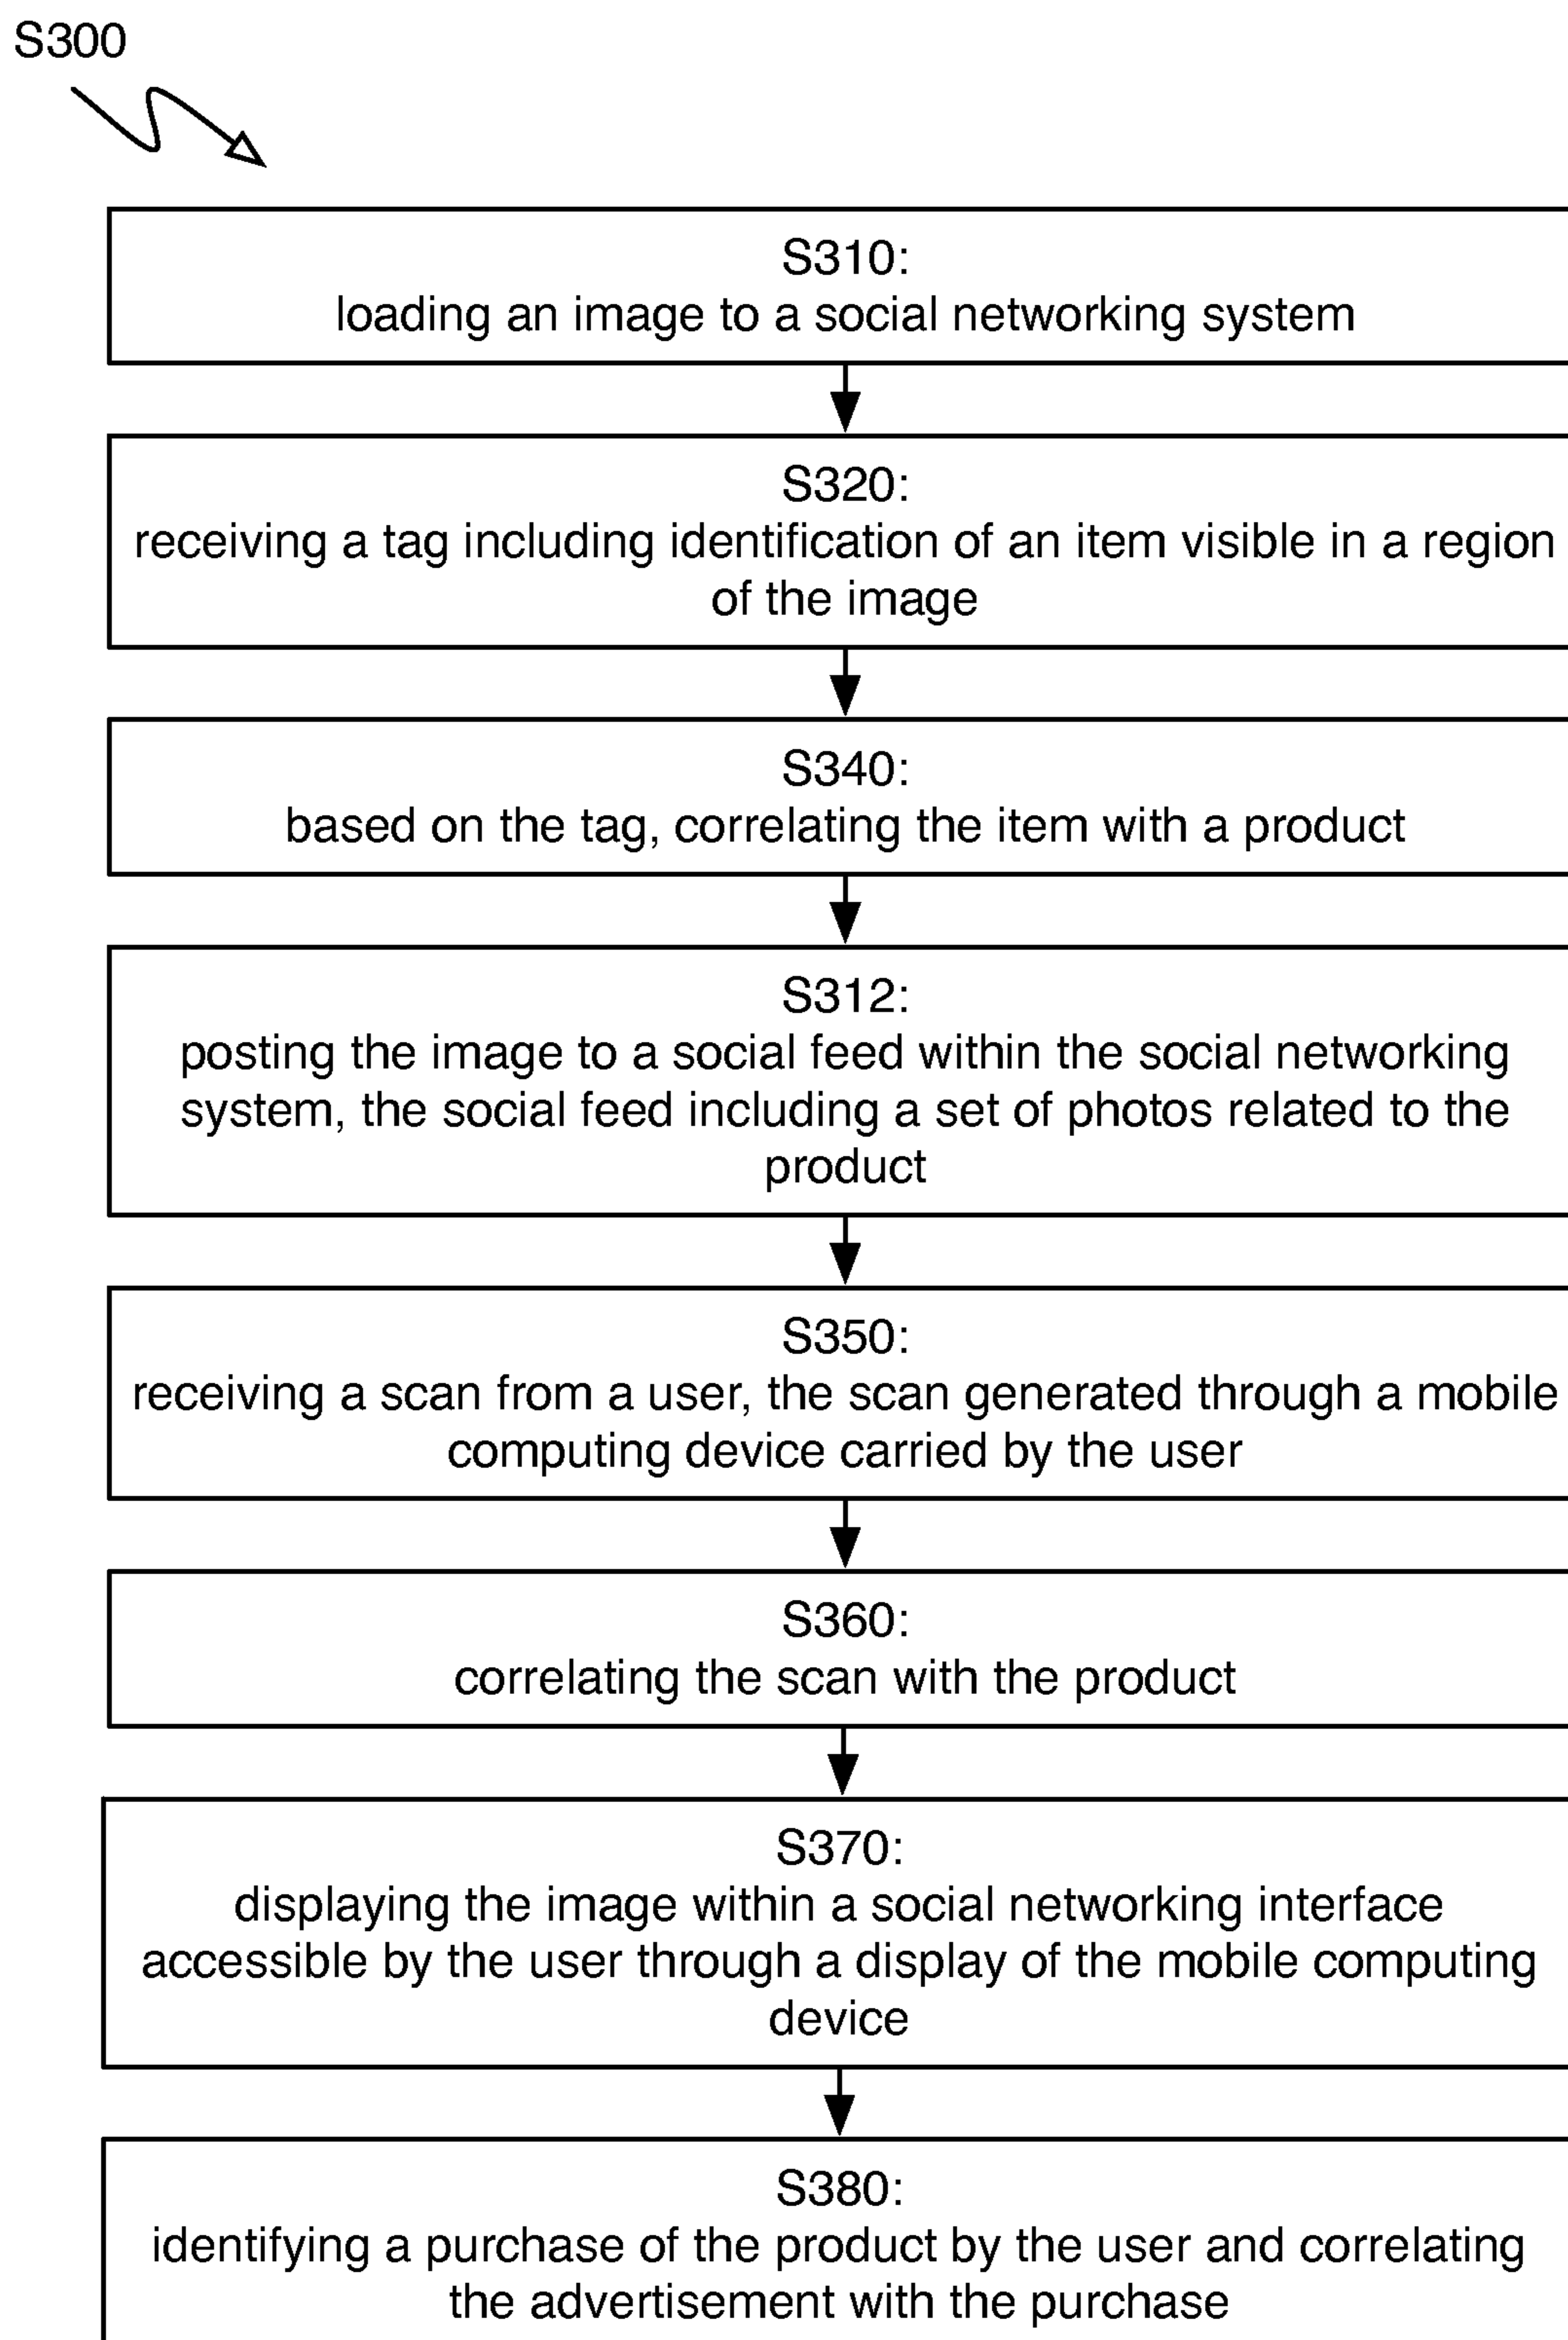 S300
S310:
loading an image to a social networking system
S320:
receiving a tag including identification of an item visible in a region
of the image
S340:
based on the tag, correlating the item with a product
S312:
posting the image to a social feed within the social networking
system, the social feed including a set of photos related to the
product
S350:
receiving a scan from a user, the scan generated through a mobile
computing device carried by the user
S360:
correlating the scan with the product
S370:
displaying the image within a social networking interface
accessible by the user through a display of the mobile computing
device
S380:
identifying a purchase of the product by the user and correlating
the advertisement with the purchase